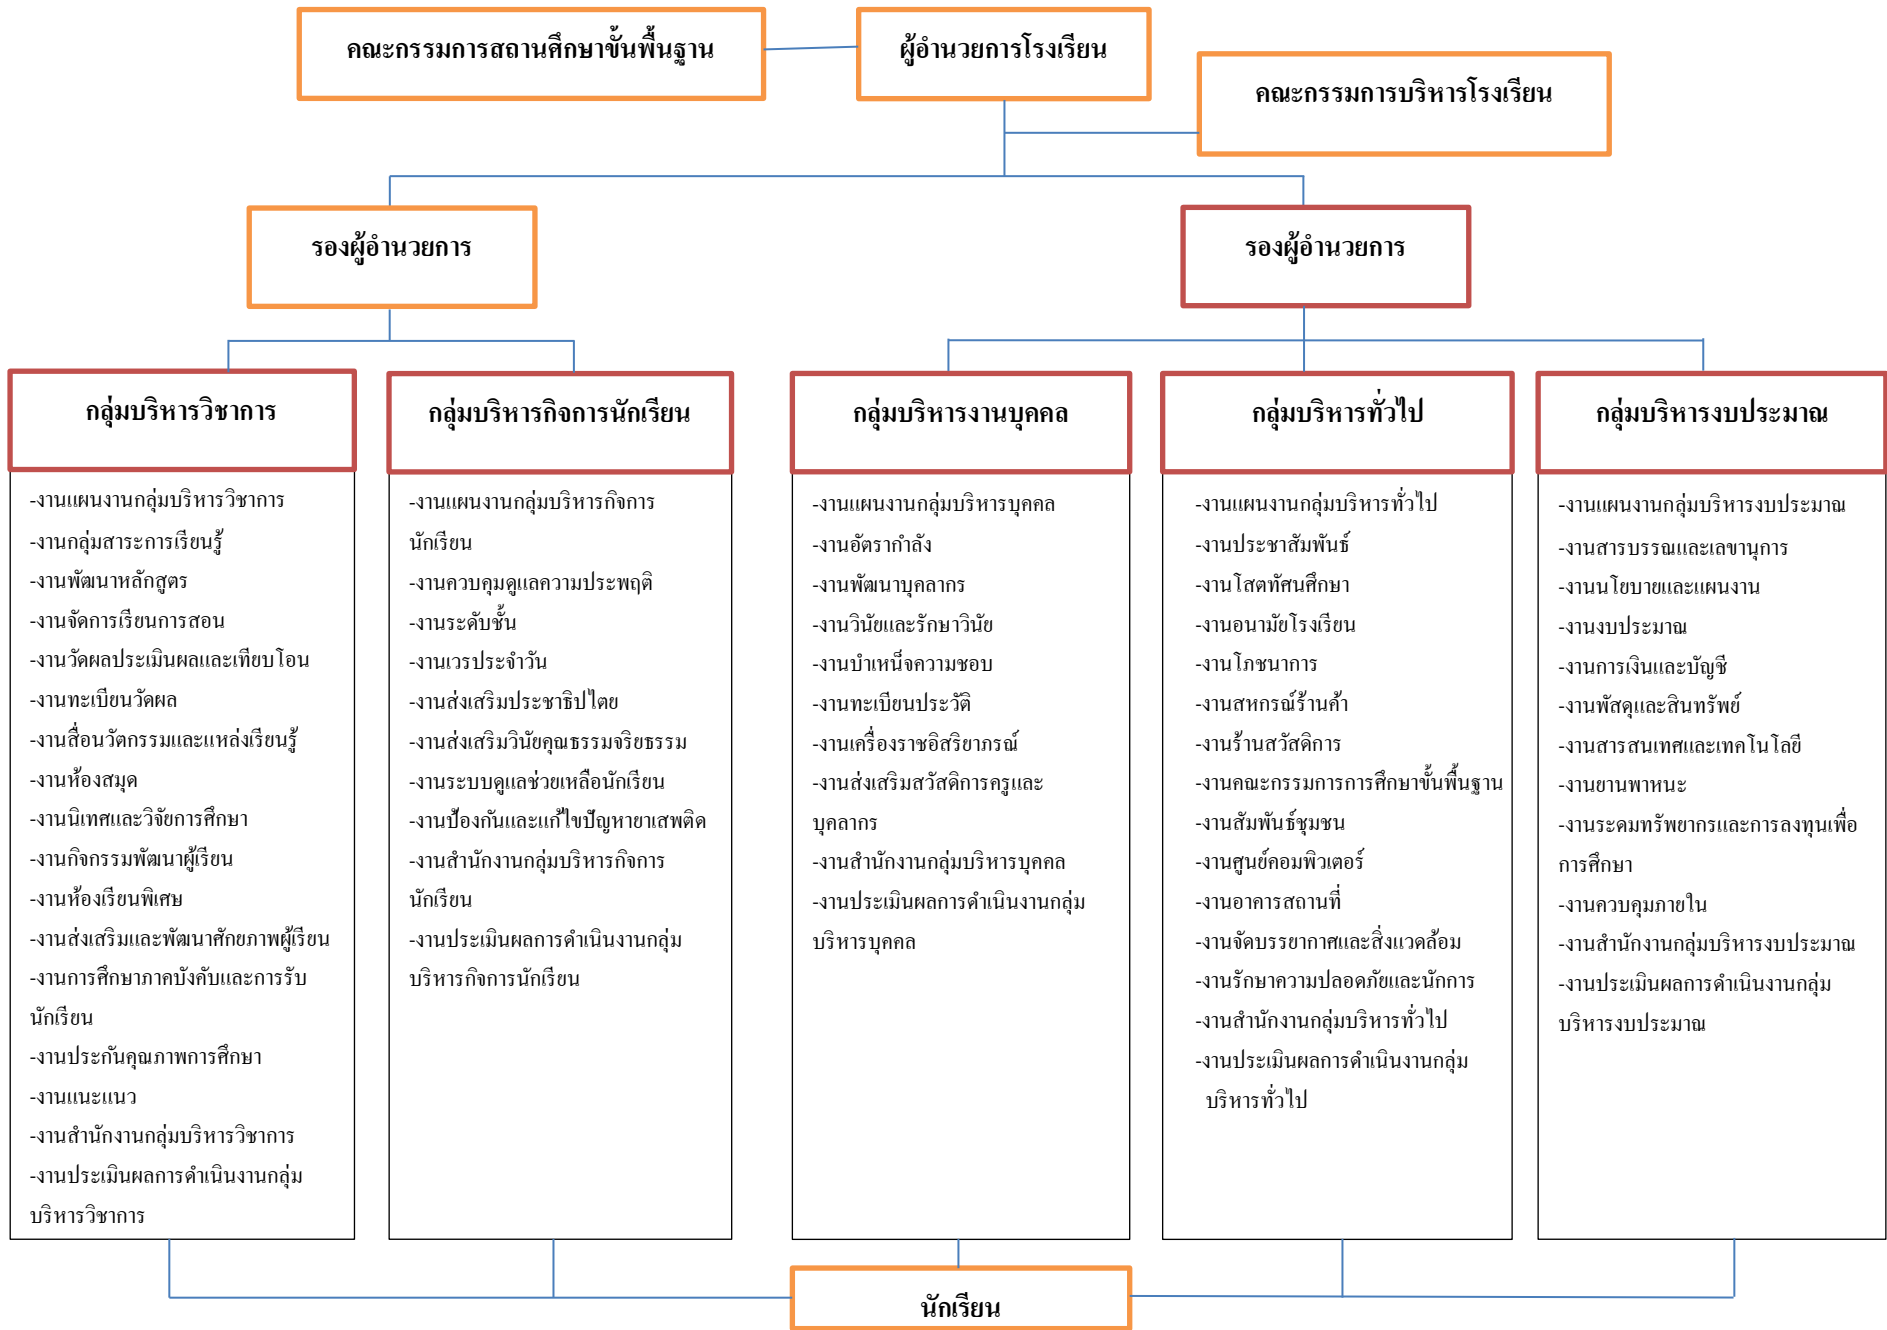 คณะกรรมการสถานศึกษาขั้นพื้นฐาน
ผู้อำนวยการโรงเรียน
คณะกรรมการบริหารโรงเรียน
รองผู้อำนวยการ
รองผู้อำนวยการ
กลุ่มบริหารวิชาการ
-งานแผนงานกลุ่มบริหารวิชาการ
-งานกลุ่มสาระการเรียนรู้
-งานพัฒนาหลักสูตร
-งานจัดการเรียนการสอน
-งานวัดผลประเมินผลและเทียบโอน
-งานทะเบียนวัดผล
-งานสื่อนวัตกรรมและแหล่งเรียนรู้
-งานห้องสมุด
-งานนิเทศและวิจัยการศึกษา
-งานกิจกรรมพัฒนาผู้เรียน
-งานห้องเรียนพิเศษ
-งานส่งเสริมและพัฒนาศักยภาพผู้เรียน
-งานการศึกษาภาคบังคับและการรับ
นักเรียน
-งานประกันคุณภาพการศึกษา
-งานแนะแนว
-งานสำนักงานกลุ่มบริหารวิชาการ
-งานประเมินผลการดำเนินงานกลุ่ม
บริหารวิชาการ
กลุ่มบริหารกิจการนักเรียน
-งานแผนงานกลุ่มบริหารกิจการ
นักเรียน
-งานควบคุมดูแลความประพฤติ
-งานระดับชั้น
-งานเวรประจำวัน
-งานส่งเสริมประชาธิปไตย
-งานส่งเสริมวินัยคุณธรรมจริยธรรม
-งานระบบดูแลช่วยเหลือนักเรียน
-งานป้องกันและแก้ไขปัญหายาเสพติด
-งานสำนักงานกลุ่มบริหารกิจการ
นักเรียน
-งานประเมินผลการดำเนินงานกลุ่ม
บริหารกิจการนักเรียน
กลุ่มบริหารงานบุคคล
-งานแผนงานกลุ่มบริหารบุคคล
-งานอัตรากำลัง
-งานพัฒนาบุคลากร
-งานวินัยและรักษาวินัย
-งานบำเหน็จความชอบ
-งานทะเบียนประวัติ
-งานเครื่องราชอิสริยาภรณ์
-งานส่งเสริมสวัสดิการครูและ
บุคลากร
-งานสำนักงานกลุ่มบริหารบุคคล
-งานประเมินผลการดำเนินงานกลุ่ม
บริหารบุคคล
กลุ่มบริหารทั่วไป
-งานแผนงานกลุ่มบริหารทั่วไป
-งานประชาสัมพันธ์
-งานโสตทัศนศึกษา
-งานอนามัยโรงเรียน
-งานโภชนาการ
-งานสหกรณ์ร้านค้า
-งานร้านสวัสดิการ
-งานคณะกรรมการการศึกษาขั้นพื้นฐาน
-งานสัมพันธ์ชุมชน
-งานศูนย์คอมพิวเตอร์
-งานอาคารสถานที่
-งานจัดบรรยากาศและสิ่งแวดล้อม
-งานรักษาความปลอดภัยและนักการ
-งานสำนักงานกลุ่มบริหารทั่วไป
-งานประเมินผลการดำเนินงานกลุ่ม
บริหารทั่วไป
กลุ่มบริหารงบประมาณ
-งานแผนงานกลุ่มบริหารงบประมาณ
-งานสารบรรณและเลขานุการ
-งานนโยบายและแผนงาน
-งานงบประมาณ
-งานการเงินและบัญชี
-งานพัสดุและสินทรัพย์
-งานสารสนเทศและเทคโนโลยี
-งานยานพาหนะ
-งานระดมทรัพยากรและการลงทุนเพื่อ
การศึกษา
-งานควบคุมภายใน
-งานสำนักงานกลุ่มบริหารงบประมาณ
-งานประเมินผลการดำเนินงานกลุ่ม
บริหารงบประมาณ
นักเรียน